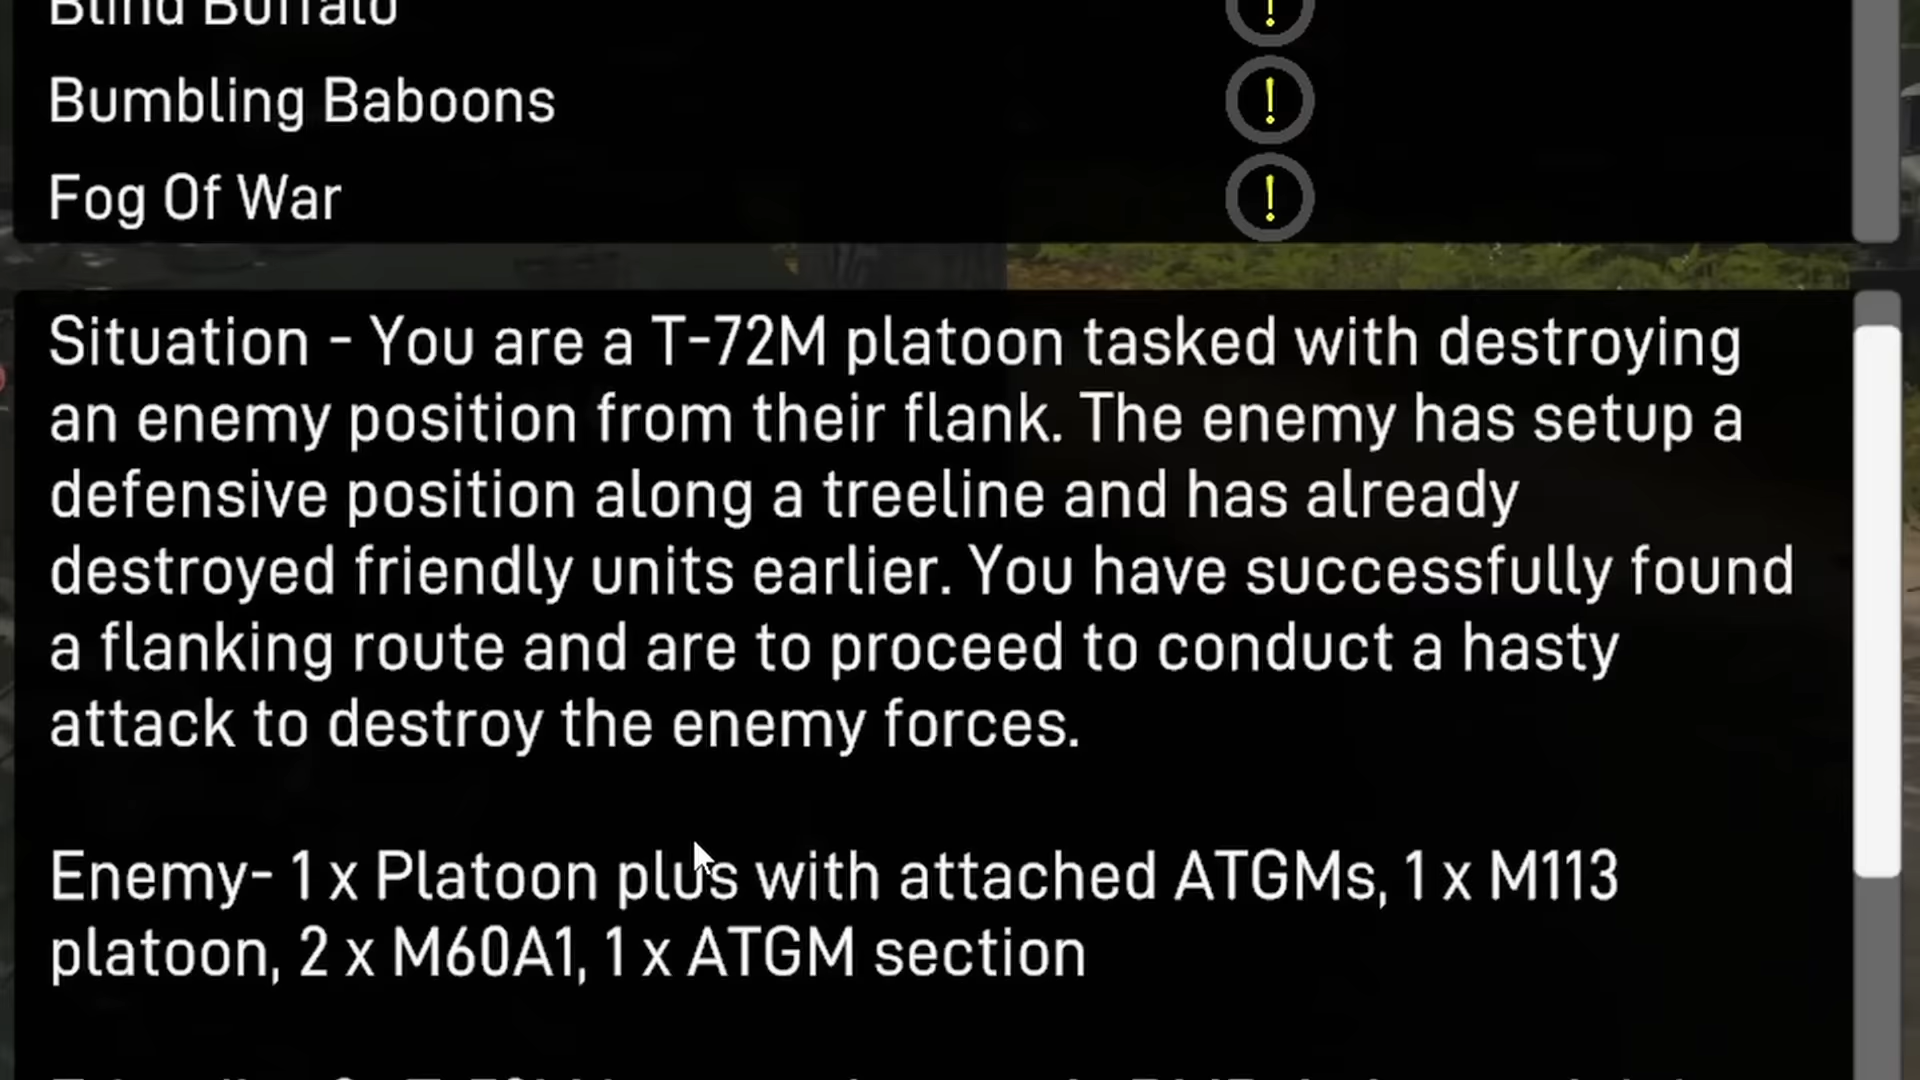 Blind Buffalo
!
Bumbling Baboons
!
Fog Of War
!
Situation - You are a T-72M platoon tasked with destroying
an enemy position from their flank. The enemy has setup a
defensive position along a treeline and has already
destroyed friendly units earlier. You have successfully found
a flanking route and are to proceed to conduct a hasty
attack to destroy the enemy forces.
Enemy- 1 x Platoon plus with attached ATGMs, 1 x M113
platoon, 2 x M60A1, 1 x ATGM section